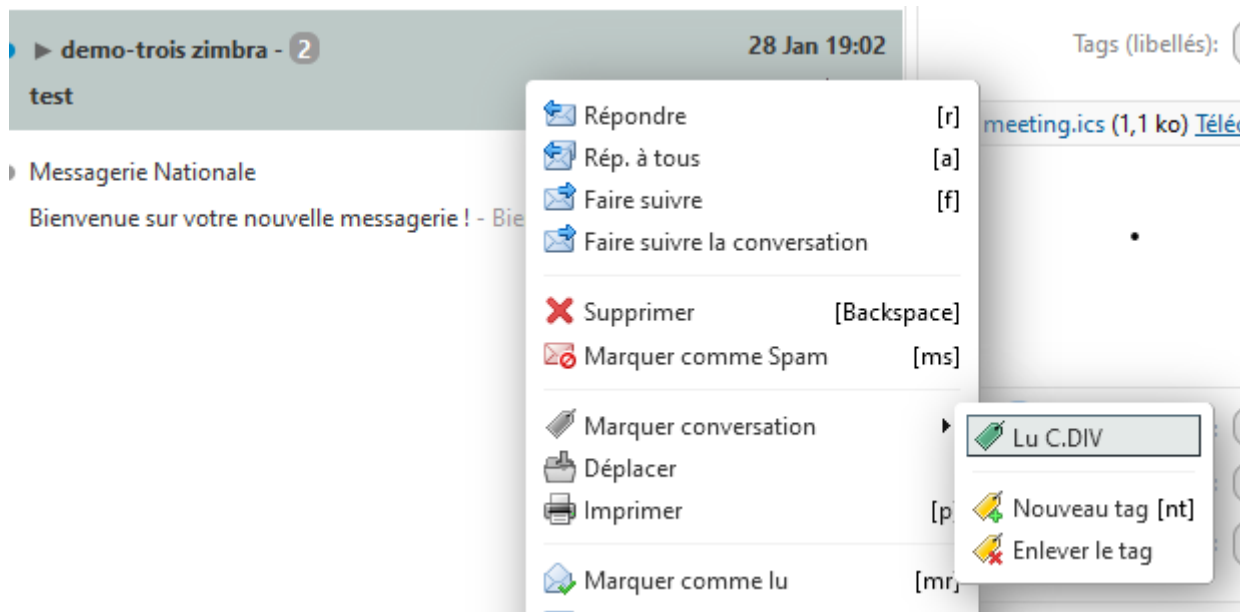 demo-trois zimbra - 2 28 Jan 19:02
test
Messagerie Nationale
Bienvenue sur votre nouvelle messagerie ! - Bie
Tags (libellés):
meeting.ics (1,1 ko) Téléc
Répondre [r]
Rép. à tous [a]
Faire suivre [f]
Faire suivre la conversation
Supprimer [Backspace]
Marquer comme Spam [ms]
Marquer conversation
Déplacer
Imprimer [p]
Marquer comme lu [mr]
Lu C.DIV
Nouveau tag [nt]
Enlever le tag